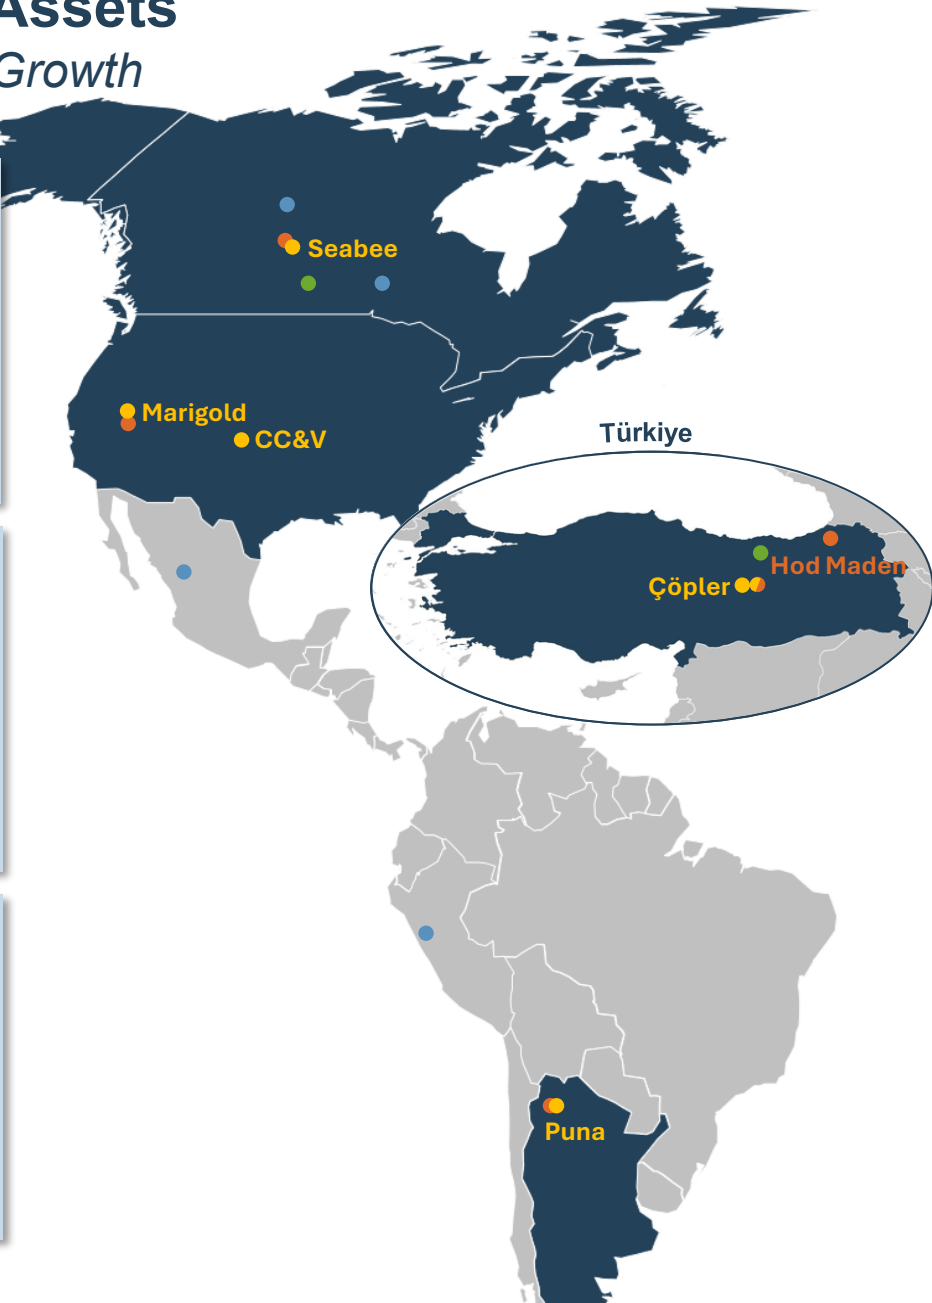 Assets
Growth
Seabee
Marigold
CC&V
Türkiye
Hod Maden
Çöpler
Puna